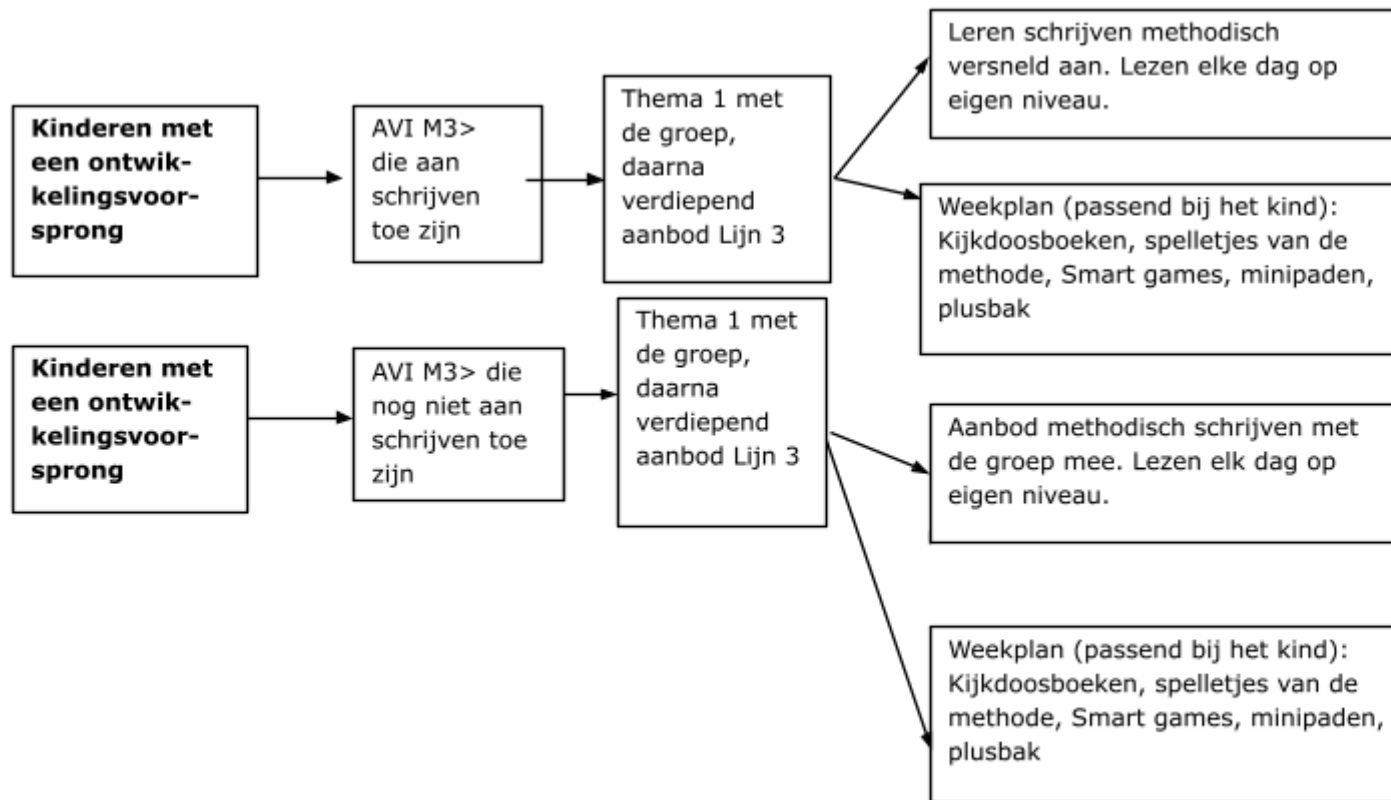 Kinderen met
een ontwik-
kelingsvoor-
sprong
AVI M3>
die aan
schrijven
toe zijn
Thema 1 met
de groep,
daarna
verdiepend
aanbod Lijn 3
Leren schrijven methodisch
versneld aan. Lezen elke dag op
eigen niveau.
Weekplan (passend bij het kind):
Kijkdoosboeken, spelletjes van de
methode, Smart games, minipaden,
plusbak
Kinderen met
een ontwik-
kelingsvoor-
sprong
AVI M3> die
nog niet aan
schrijven toe
zijn
Thema 1 met
de groep,
daarna
verdiepend
aanbod Lijn 3
Aanbod methodisch schrijven met
de groep mee. Lezen elk dag op
eigen niveau.
Weekplan (passend bij het kind):
Kijkdoosboeken, spelletjes van de
methode, Smart games, minipaden,
plusbak